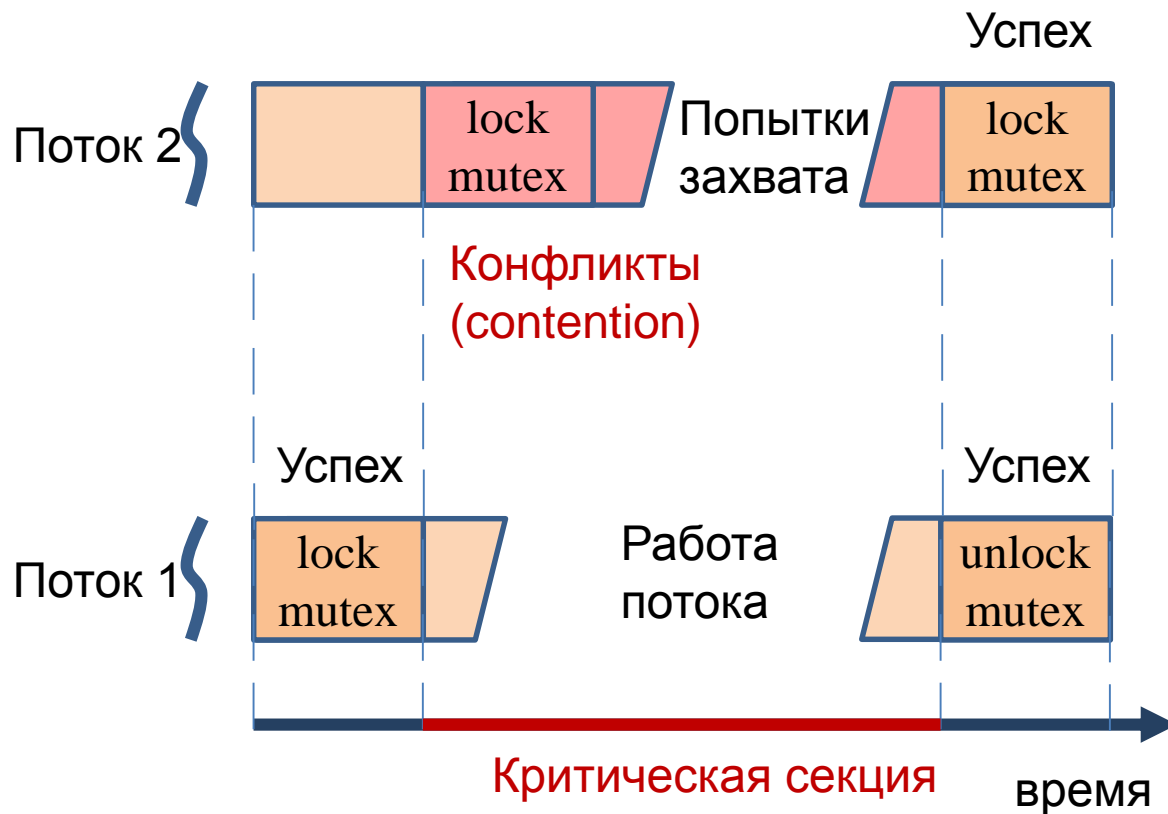 Успех
Поток 2
lock
mutex
Попытки
захвата
lock
mutex
Конфликты
(contention)
Успех
Успех
Поток 1
lock
mutex
Работа
потока
unlock
mutex
Критическая секция
время